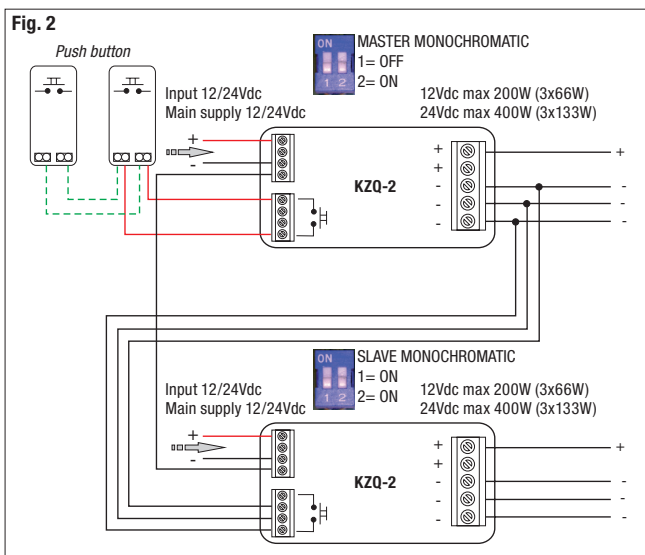 Fig. 2
Push button
ON
1 2
MASTER MONOCHROMATIC
1= OFF
2= ON
Input 12/24Vdc
Main supply 12/24Vdc
12Vdc max 200W (3x66W)
24Vdc max 400W (3x133W)
+
-
KZQ-2
+
+
-
-
-
+
-
-
-
ON
1 2
SLAVE MONOCHROMATIC
1= ON
2= ON
Input 12/24Vdc
Main supply 12/24Vdc
12Vdc max 200W (3x66W)
24Vdc max 400W (3x133W)
+
-
KZQ-2
+
+
-
-
-
+
-
-
-